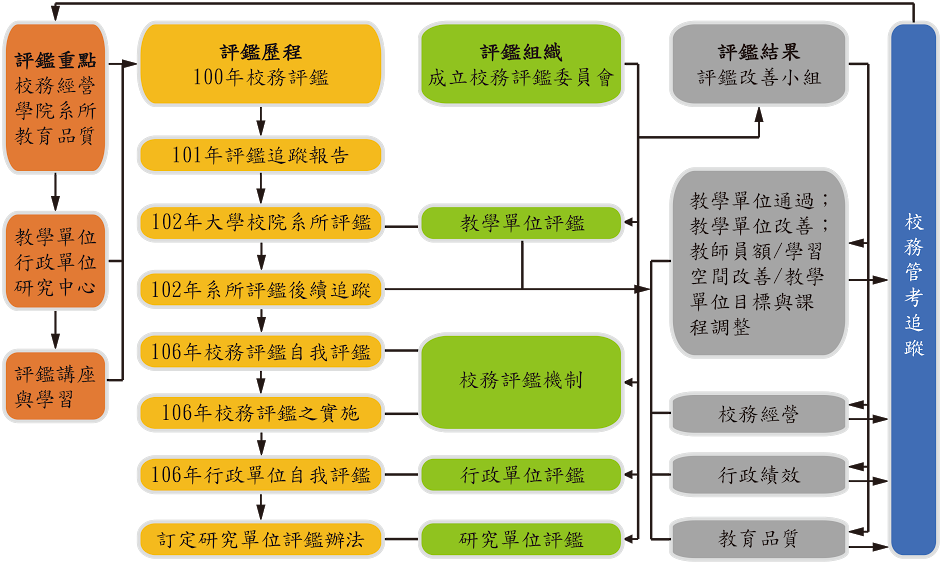 評鑑重點
校務經營
學院系所
教育品質
教學單位
行政單位
研究中心
評鑑講座
與學習
評鑑歷程
100年校務評鑑
101年評鑑追蹤報告
102年大學校院系所評鑑
102年系所評鑑後續追蹤
106年校務評鑑自我評鑑
106年校務評鑑之實施
106年行政單位自我評鑑
訂定研究單位評鑑辦法
評鑑組織
成立校務評鑑委員會
教學單位評鑑
校務評鑑機制
行政單位評鑑
研究單位評鑑
評鑑結果
評鑑改善小組
教學單位通過；
教學單位改善；
教師員額/學習
空間改善/教學
單位目標與課
程調整
校務經營
行政績效
教育品質
校務管考追蹤